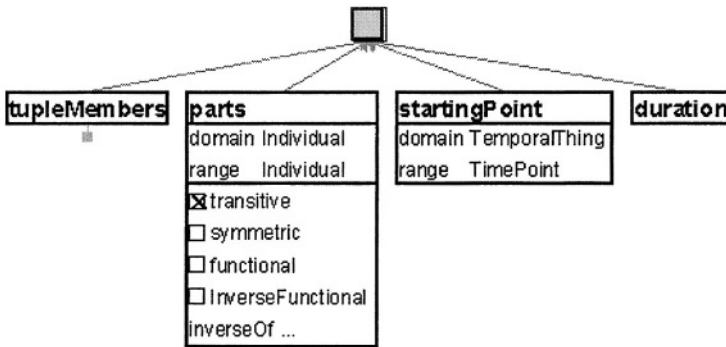 tupleMembers
parts
domain Individual
range Individual
transitive
symmetric
functional
InverseFunctional
inverseOf ...
startingPoint
domain TemporalThing
range TimePoint
duration